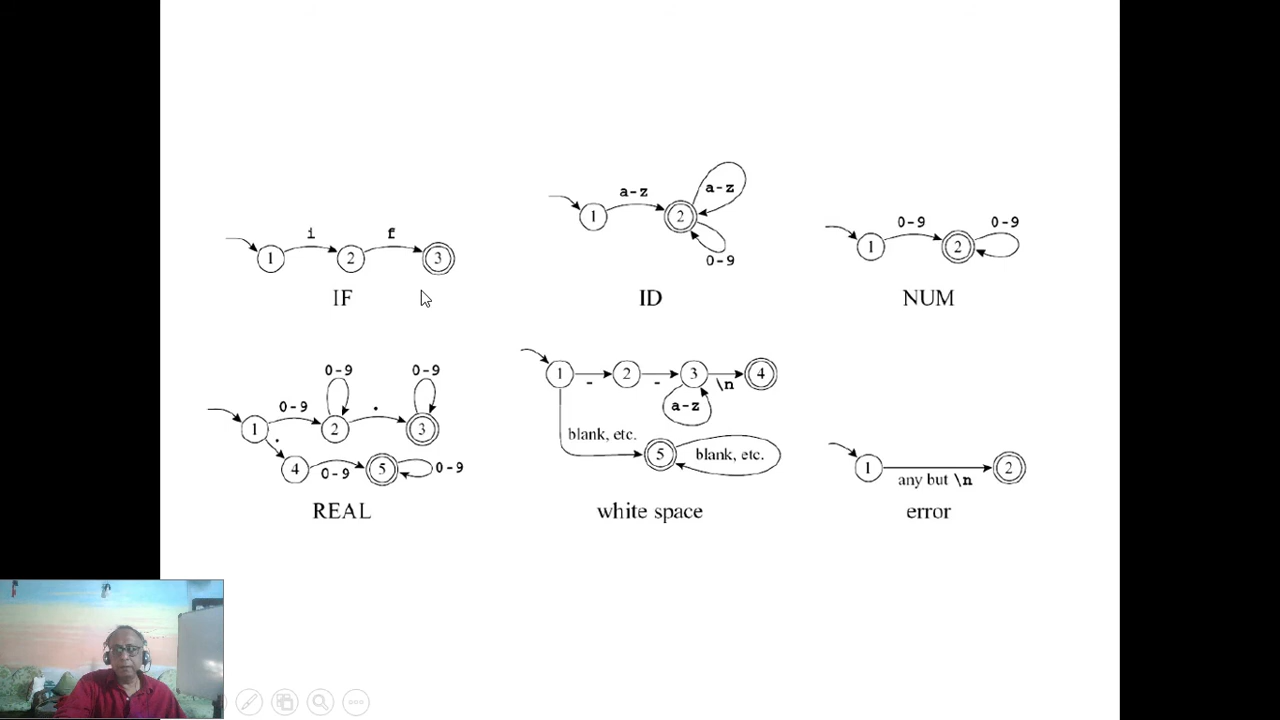 i f
1 2 3
IF
a-z a-z
1 2
0-9
ID
0-9 0-9
1 2
NUM
0-9 0-9
0-9 .
1 2 3
.
4 0-9 5 0-9
REAL
1 - 2 - 3 \n 4
a-z
blank, etc.
5 blank, etc.
white space
1 2
any but \n
error